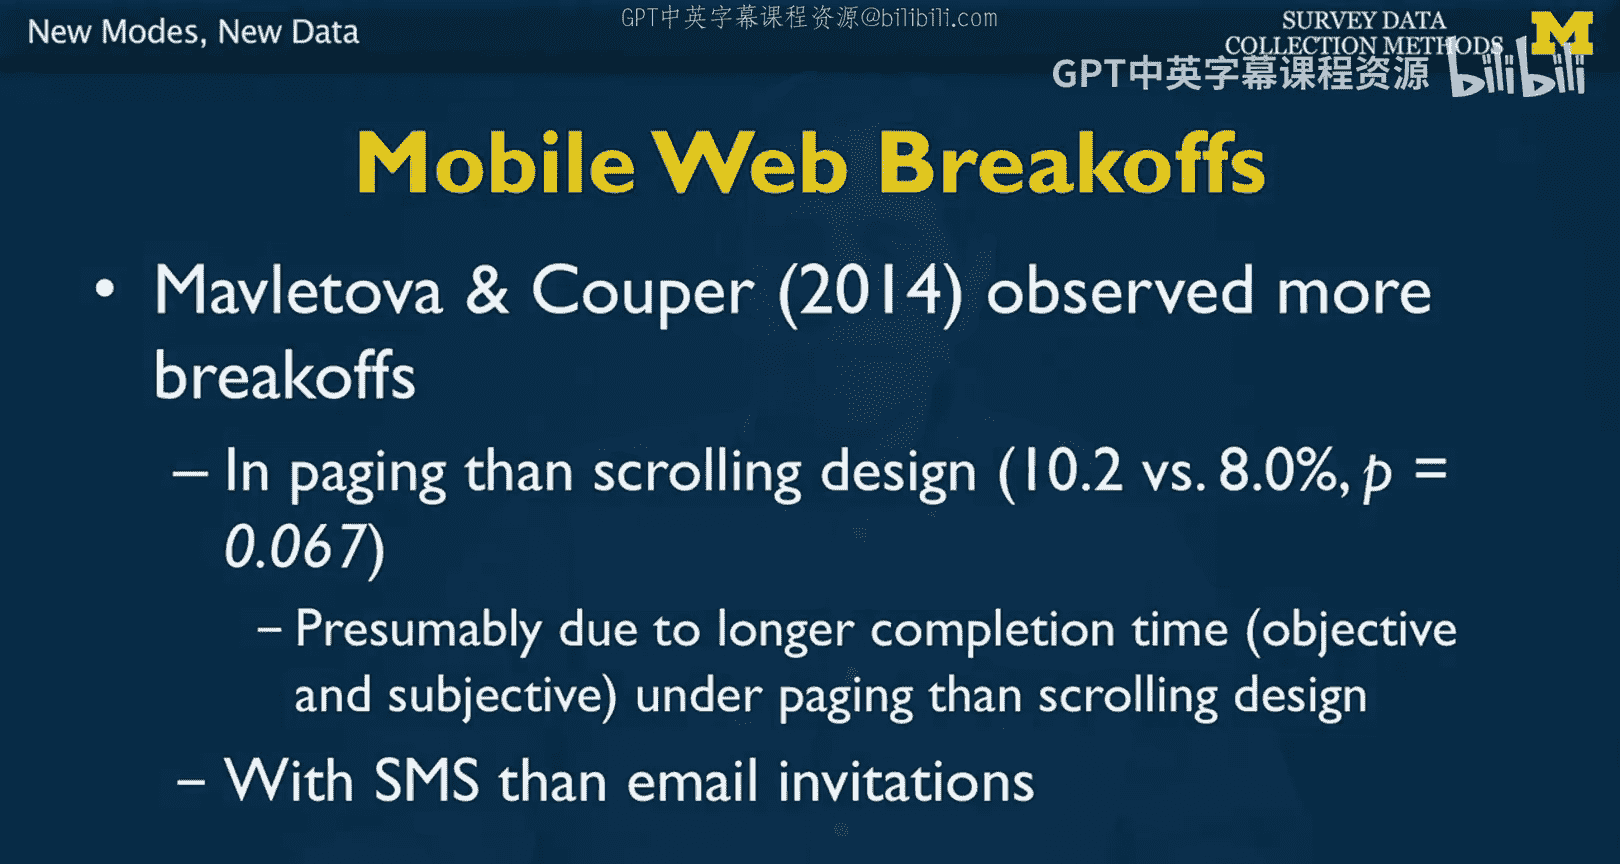 New Modes, New Data
GPT中英字幕课程资源@bilibili.com
SURVEY DATA
COLLECTION METHODS
M
GPT中英字幕课程资源 bilibili
Mobile Web Breakoffs
• Mavletova & Couper (2014) observed more
breakoffs
– In paging than scrolling design (10.2 vs. 8.0%, p =
0.067)
– Presumably due to longer completion time (objective
and subjective) under paging than scrolling design
– With SMS than email invitations